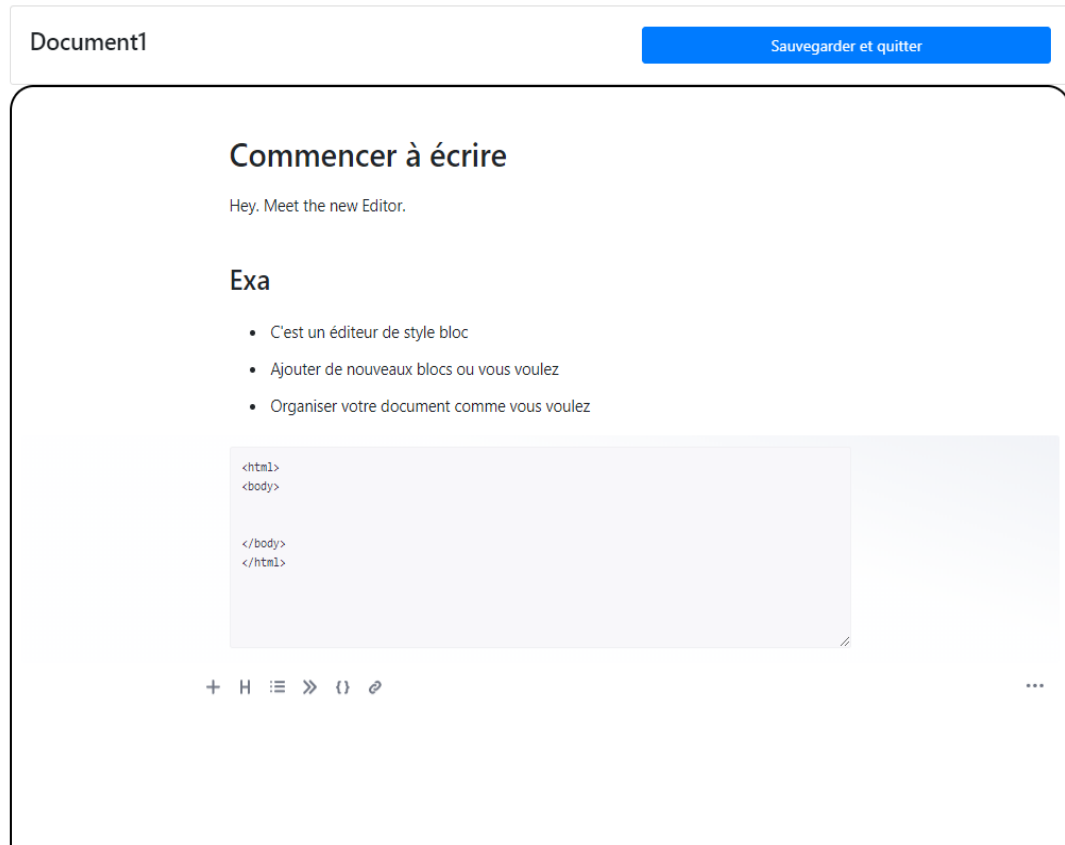 Document1
Sauvegarder et quitter
Commencer à écrire
Hey. Meet the new Editor.
Exa
C'est un éditeur de style bloc
Ajouter de nouveaux blocs ou vous voulez
Organiser votre document comme vous voulez
<html>
<body>
</body>
</html>
H
{}